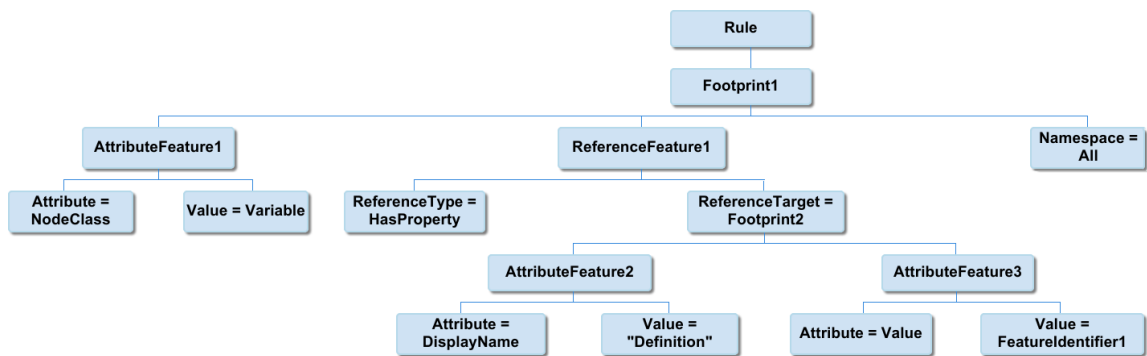 Rule
Footprint1
AttributeFeature1
ReferenceFeature1
Namespace =
All
Attribute =
NodeClass
Value = Variable
ReferenceType =
HasProperty
ReferenceTarget =
Footprint2
AttributeFeature2
AttributeFeature3
Attribute =
DisplayName
Value =
"Definition"
Attribute = Value
Value =
FeatureIdentifier1